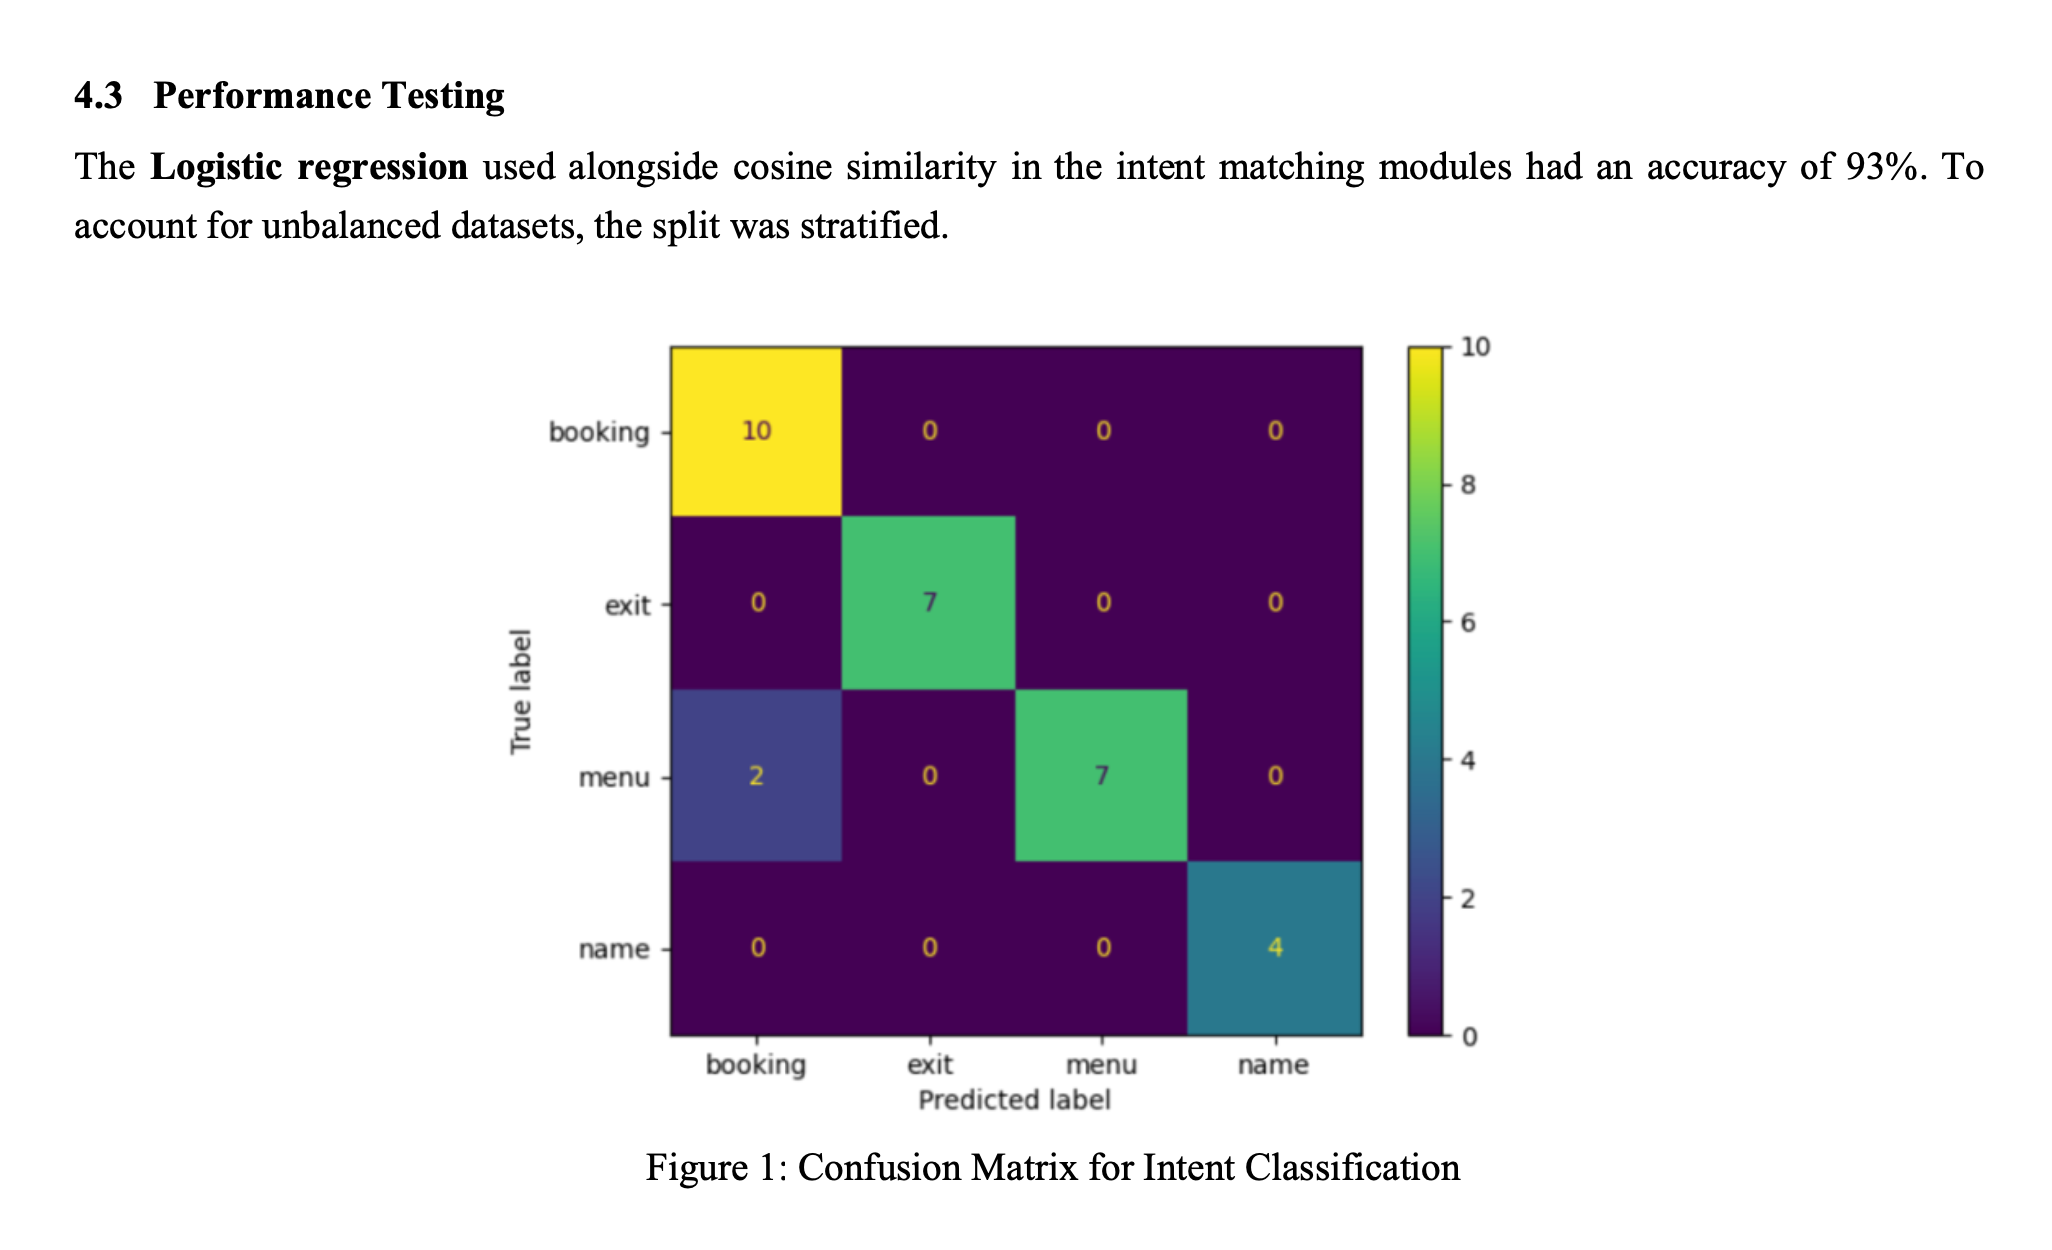 4.3 Performance Testing
The Logistic regression used alongside cosine similarity in the intent matching modules had an accuracy of 93%. To
account for unbalanced datasets, the split was stratified.
10
booking 10 0 0 0
8
exit 0 7 0 0
6
True label
menu 2 0 7 0
4
2
name 0 0 0 4
0
booking exit menu name
Predicted label
Figure 1: Confusion Matrix for Intent Classification